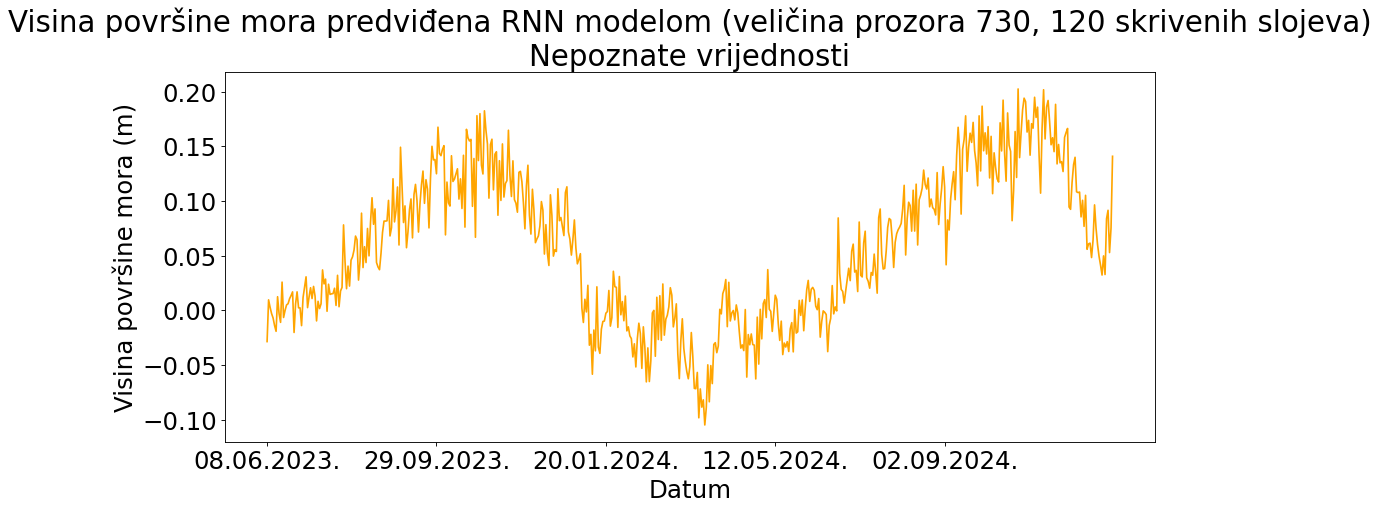 Visina površine mora predviđena RNN modelom (veličina prozora 730, 120 skrivenih slojeva)
Nepoznate vrijednosti
Visina površine mora (m)
0.20
0.15
0.10
0.05
0.00
−0.05
−0.10
08.06.2023. 29.09.2023. 20.01.2024. 12.05.2024. 02.09.2024.
Datum